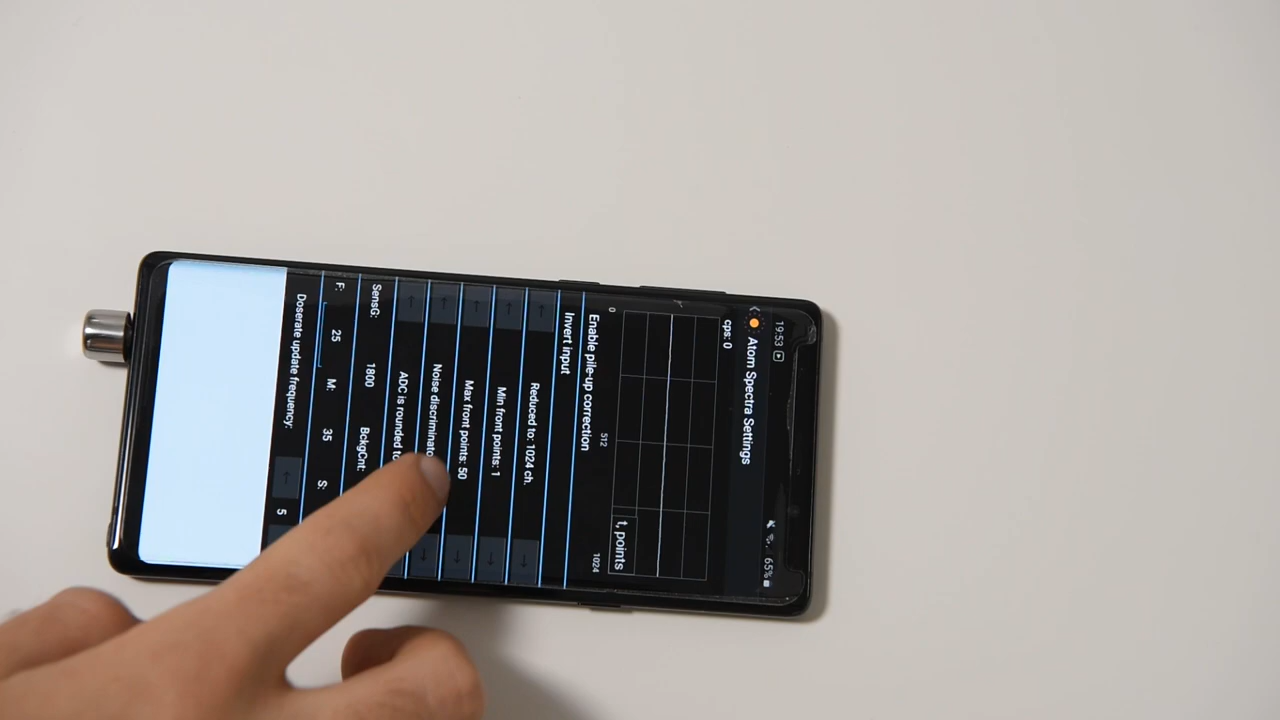 19:53
65%
Atom Spectra Settings
cps: 0
t, points
0
512
1024
Enable pile-up correction
Invert input
Reduced to: 1024 ch.
Min front points: 1
Max front points: 50
Noise
ADC is rounded
SensG:
1800
BckgCnt:
F:
25
M:
35
S:
Doserate update frequency:
5